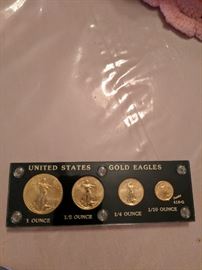 UNITED STATES GOLD EAGLES
1 OUNCE
1/2 OUNCE
1/4 OUNCE
1/10 OUNCE